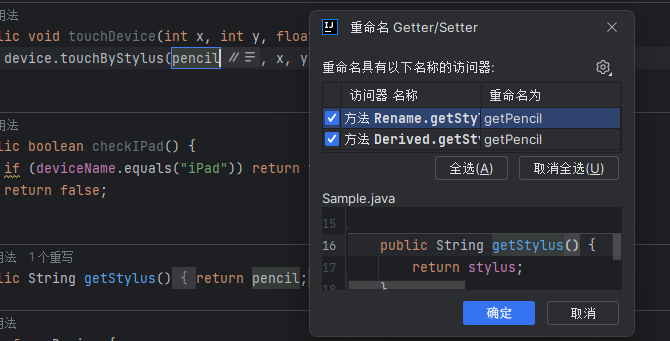 用法
lic void touchDevice(int x, int y, float
device.touchByStylus(pencil, x, y
用法
lic boolean checkIPad() {
if (deviceName.equals("iPad")) return
return false;
用法 1个重写
lic String getStylus() { return pencil;
用法
重命名 Getter/Setter
重命名具有以下名称的访问器:
访问器 名称 重命名为
方法 Rename.getSty getPencil
方法 Derived.getSt getPencil
全选(A) 取消全选(U)
Sample.java
15
16 public String getStylus() {
17 return stylus;
18 }
确定 取消